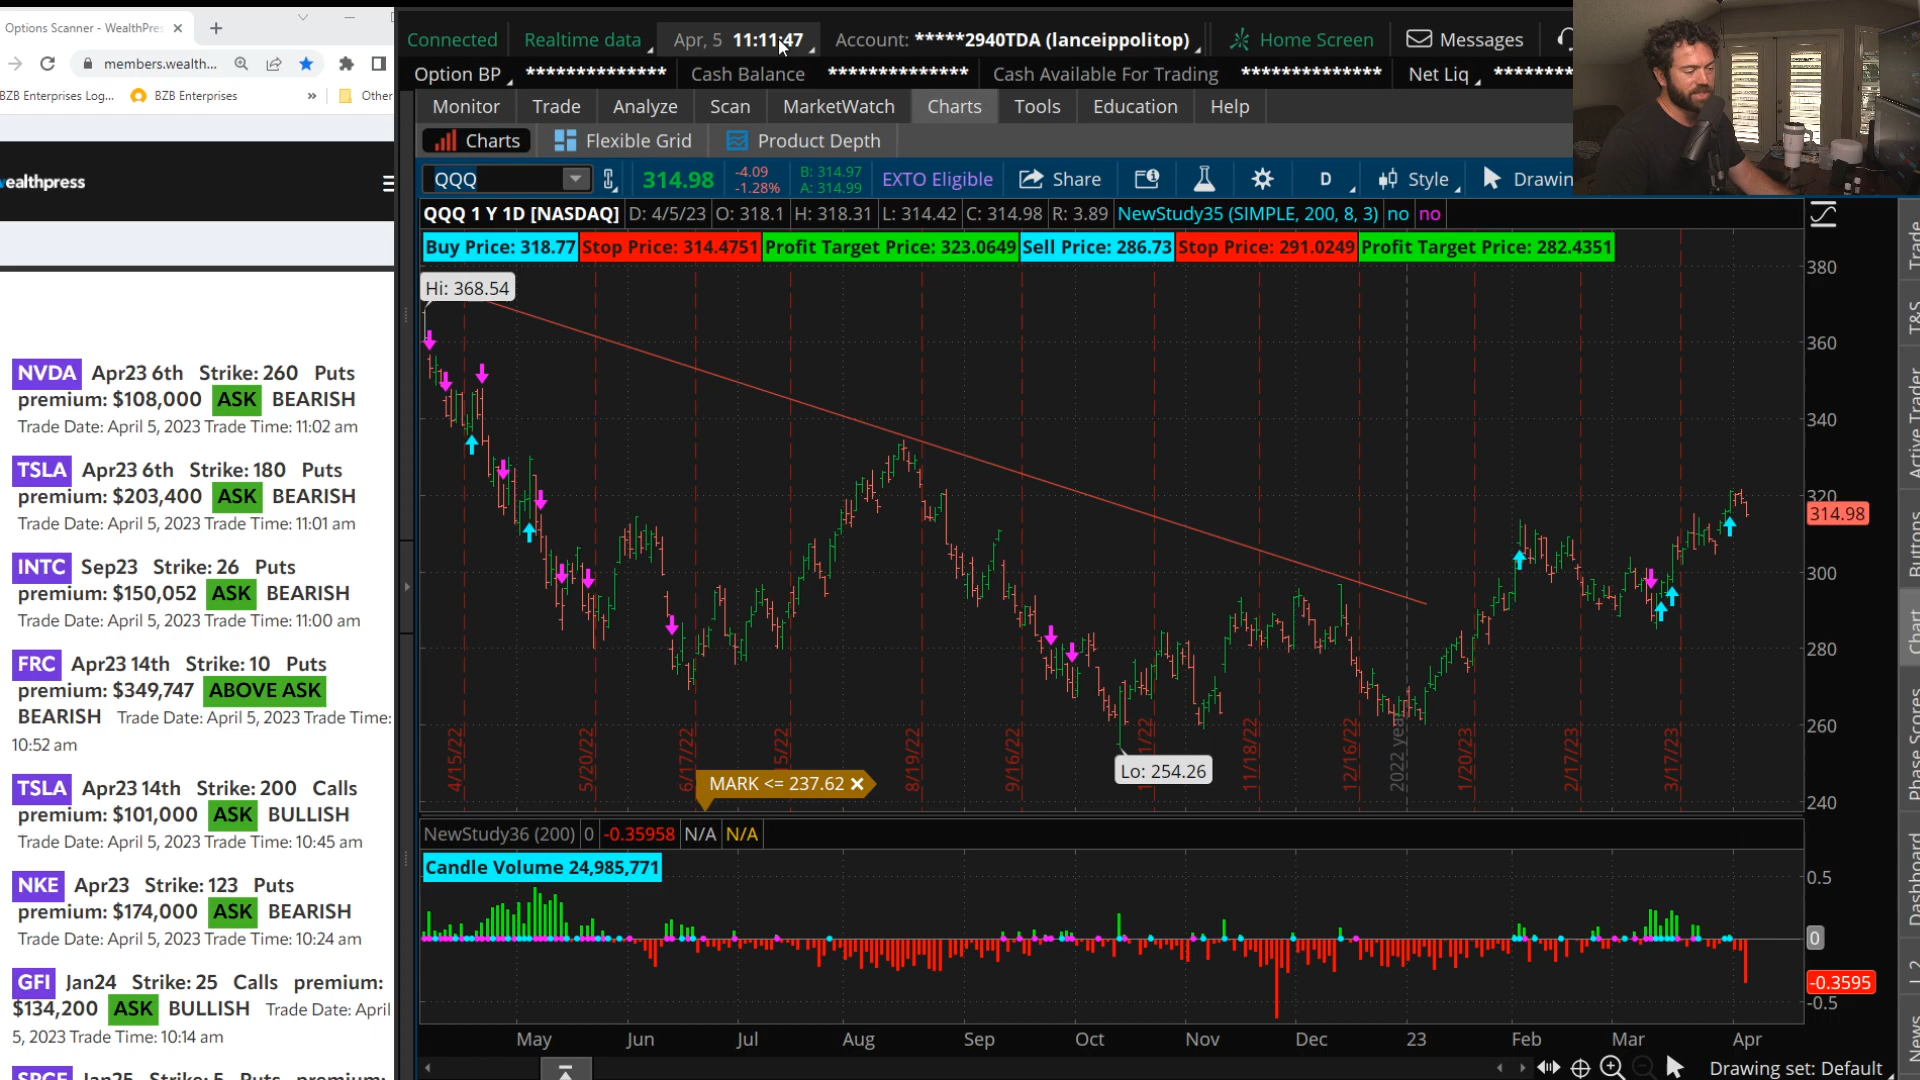 Options Scanner - WealthPres
members.wealth...
BZB Enterprises Log... BZB Enterprises » Other
ealthpress
NVDA Apr23 6th Strike: 260 Puts
premium: $108,000 ASK BEARISH
Trade Date: April 5, 2023 Trade Time: 11:02 am
TSLA Apr23 6th Strike: 180 Puts
premium: $203,400 ASK BEARISH
Trade Date: April 5, 2023 Trade Time: 11:01 am
INTC Sep23 Strike: 26 Puts
premium: $150,052 ASK BEARISH
Trade Date: April 5, 2023 Trade Time: 11:00 am
FRC Apr23 14th Strike: 10 Puts
premium: $349,747 ABOVE ASK
BEARISH Trade Date: April 5, 2023 Trade Time:
10:52 am
TSLA Apr23 14th Strike: 200 Calls
premium: $101,000 ASK BULLISH
Trade Date: April 5, 2023 Trade Time: 10:45 am
NKE Apr23 Strike: 123 Puts
premium: $174,000 ASK BEARISH
Trade Date: April 5, 2023 Trade Time: 10:24 am
GFI Jan24 Strike: 25 Calls premium:
$134,200 ASK BULLISH Trade Date: April
5, 2023 Trade Time: 10:14 am
SPCE Jan25 Strike: 5 Puts premium:
Connected Realtime data Apr, 5 11:11:47 Account: *****2940TDA (lanceippolitop) Home Screen Messages
Option BP ************** Cash Balance ************** Cash Available For Trading ************** Net Liq ********
Monitor Trade Analyze Scan MarketWatch Charts Tools Education Help
Charts Flexible Grid Product Depth
QQQ 314.98 -4.09 -1.28% B: 314.97 A: 314.99 EXTO Eligible Share D Style Drawin
QQQ 1 Y 1D [NASDAQ] D: 4/5/23 O: 318.1 H: 318.31 L: 314.42 C: 314.98 R: 3.89 NewStudy35 (SIMPLE, 200, 8, 3) no no
Buy Price: 318.77 Stop Price: 314.4751 Profit Target Price: 323.0649 Sell Price: 286.73 Stop Price: 291.0249 Profit Target Price: 282.4351
Hi: 368.54
380
360
340
320
314.98
300
280
260
240
4/15/22 5/20/22 6/17/22 5/22 8/19/22 9/16/22 1/22 11/18/22 12/16/22 2022 year 1/20/23 2/17/23 3/17/23
Lo: 254.26
MARK <= 237.62
NewStudy36 (200) 0 -0.35958 N/A N/A
Candle Volume 24,985,771
0.5
0
-0.3595
-0.5
May Jun Jul Aug Sep Oct Nov Dec 23 Feb Mar Apr
Drawing set: Default
Trade
T&S
Active Trader
Buttons
Chart
Phase Scores
Dashboard
L 2
News